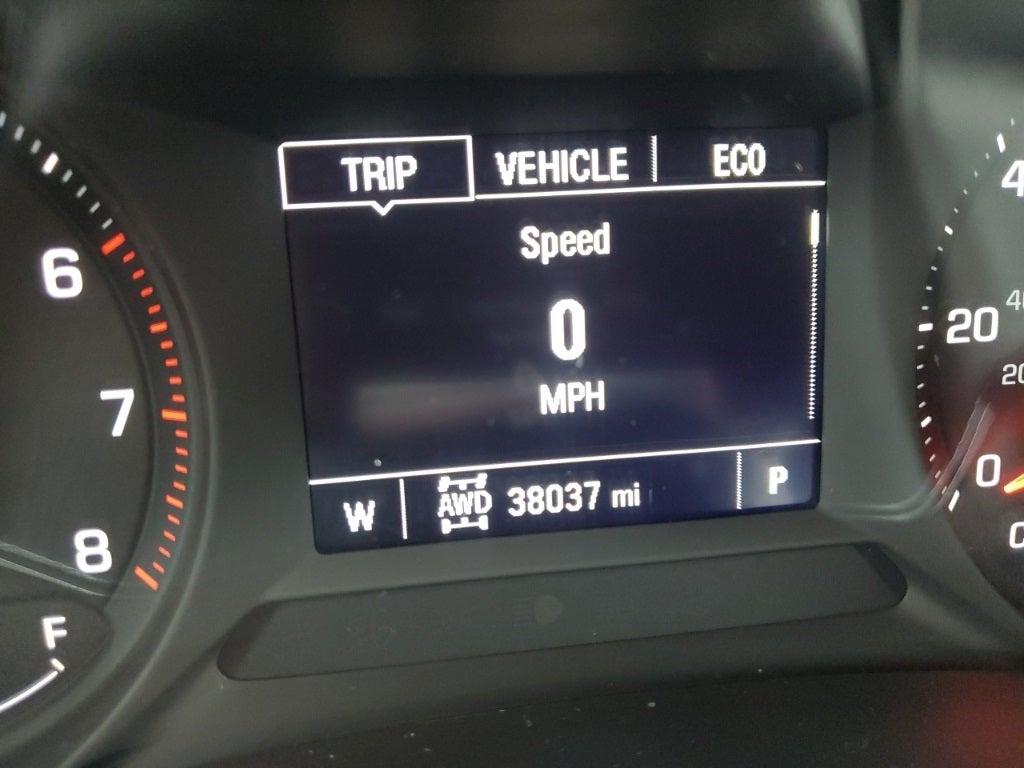 TRIP VEHICLE ECO
Speed
0
MPH
W AWD 38037 mi P
6
7
8
F
20
0